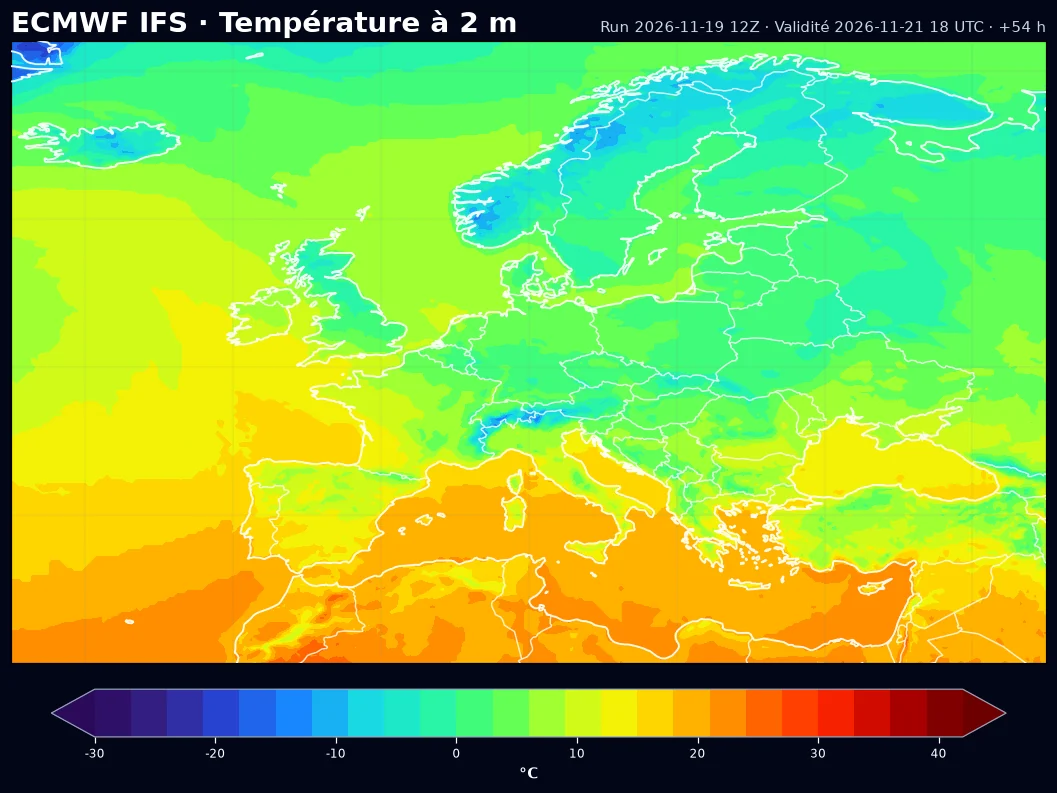 ECMWF IFS · Température à 2 m
Run 2026-11-19 12Z · Validité 2026-11-21 18 UTC · +54 h
-30 -20 -10 0 10 20 30 40
°C